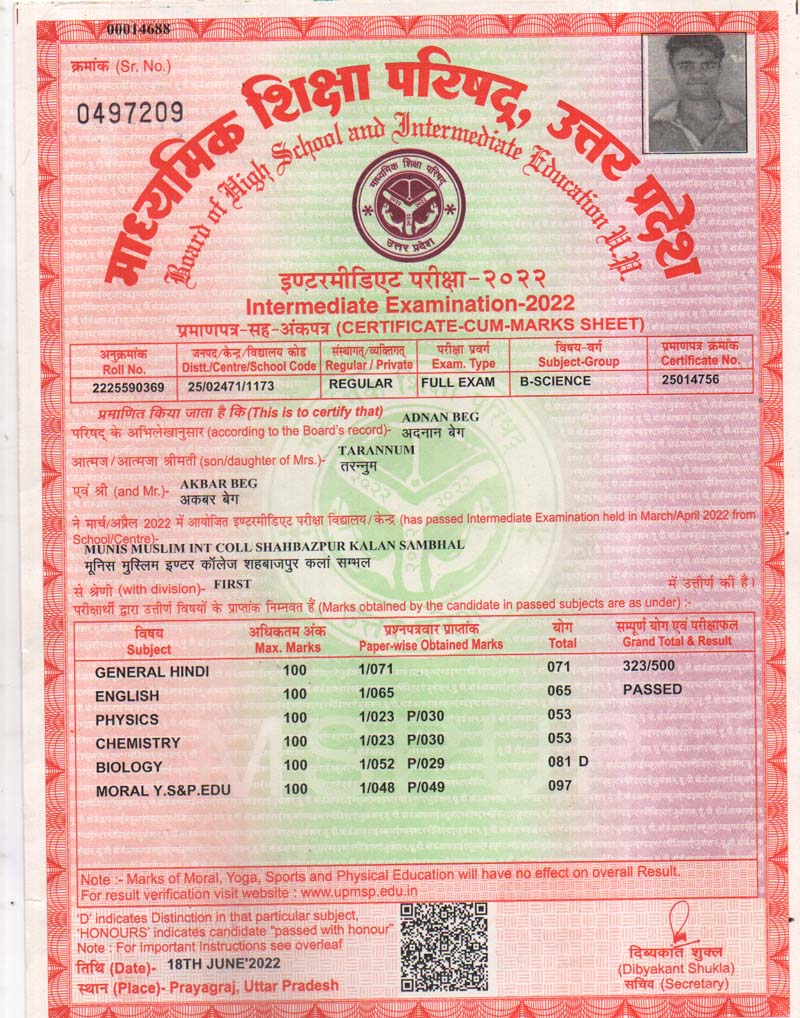 00014688
क्रमांक (Sr. No.)
0497209
माध्यमिक शिक्षा परिषद्, उत्तर प्रदेश
Board of High School and Intermediate Education U.P.
माध्यमिक शिक्षा परिषद्
उत्तर प्रदेश
इण्टरमीडिएट परीक्षा-२०२२
Intermediate Examination-2022
प्रमाणपत्र-सह-अंकपत्र (CERTIFICATE-CUM-MARKS SHEET)
अनुक्रमांक जनपद/केन्द्र/विद्यालय कोड संस्थागत/व्यक्तिगत परीक्षा प्रवर्ग विषय-वर्ग प्रमाणपत्र क्रमांक
Roll No. Distt./Centre/School Code Regular / Private Exam. Type Subject-Group Certificate No.
2225590369 25/02471/1173 REGULAR FULL EXAM B-SCIENCE 25014756
प्रमाणित किया जाता है कि (This is to certify that)
ADNAN BEG
परिषद् के अभिलेखानुसार (according to the Board's record)- अदनान बेग
TARANNUM
आत्मज/आत्मजा श्रीमती (son/daughter of Mrs.)- तरन्नुम
AKBAR BEG
एवं श्री (and Mr.)- अकबर बेग
ने मार्च/अप्रैल 2022 में आयोजित इण्टरमीडिएट परीक्षा विद्यालय/केन्द्र (has passed Intermediate Examination held in March/April 2022 from
School/Centre)-
MUNIS MUSLIM INT COLL SHAHBAZPUR KALAN SAMBHAL
मूनिस मुस्लिम इण्टर कॉलेज शहबाजपुर कलां सम्भल
से श्रेणी (with division)- FIRST में उत्तीर्ण की है।
परीक्षार्थी द्वारा उत्तीर्ण विषयों के प्राप्तांक निम्नवत हैं (Marks obtained by the candidate in passed subjects are as under) :-
विषय अधिकतम अंक प्रश्नपत्रवार प्राप्तांक योग सम्पूर्ण योग एवं परीक्षाफल
Subject Max. Marks Paper-wise Obtained Marks Total Grand Total & Result
GENERAL HINDI 100 1/071 071 323/500
ENGLISH 100 1/065 065 PASSED
PHYSICS 100 1/023 P/030 053
CHEMISTRY 100 1/023 P/030 053
BIOLOGY 100 1/052 P/029 081 D
MORAL Y.S&P.EDU 100 1/048 P/049 097
Note :- Marks of Moral, Yoga, Sports and Physical Education will have no effect on overall Result.
For result verification visit website : www.upmsp.edu.in
'D' indicates Distinction in that particular subject,
'HONOURS' indicates candidate "passed with honour"
Note : For Important Instructions see overleaf
तिथि (Date)- 18TH JUNE'2022
स्थान (Place)- Prayagraj, Uttar Pradesh
दिब्यकांत शुक्ल
(Dibyakant Shukla)
सचिव (Secretary)